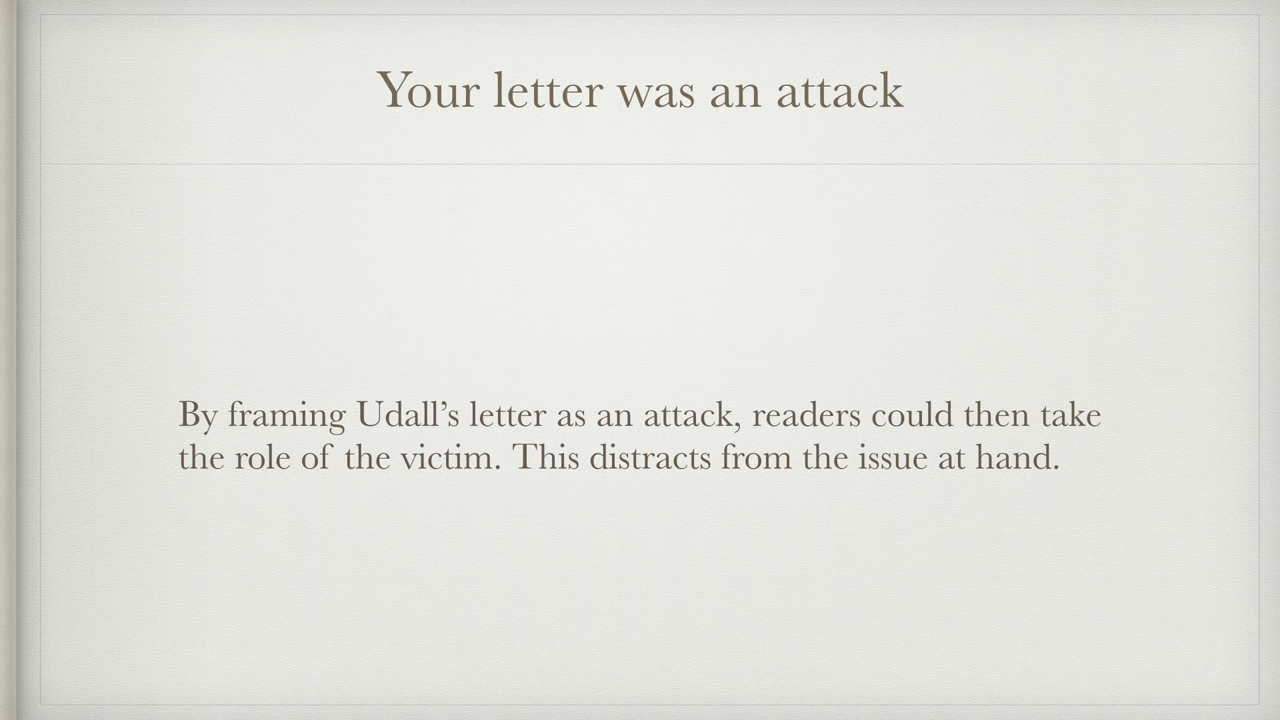 Your letter was an attack
By framing Udall’s letter as an attack, readers could then take
the role of the victim. This distracts from the issue at hand.